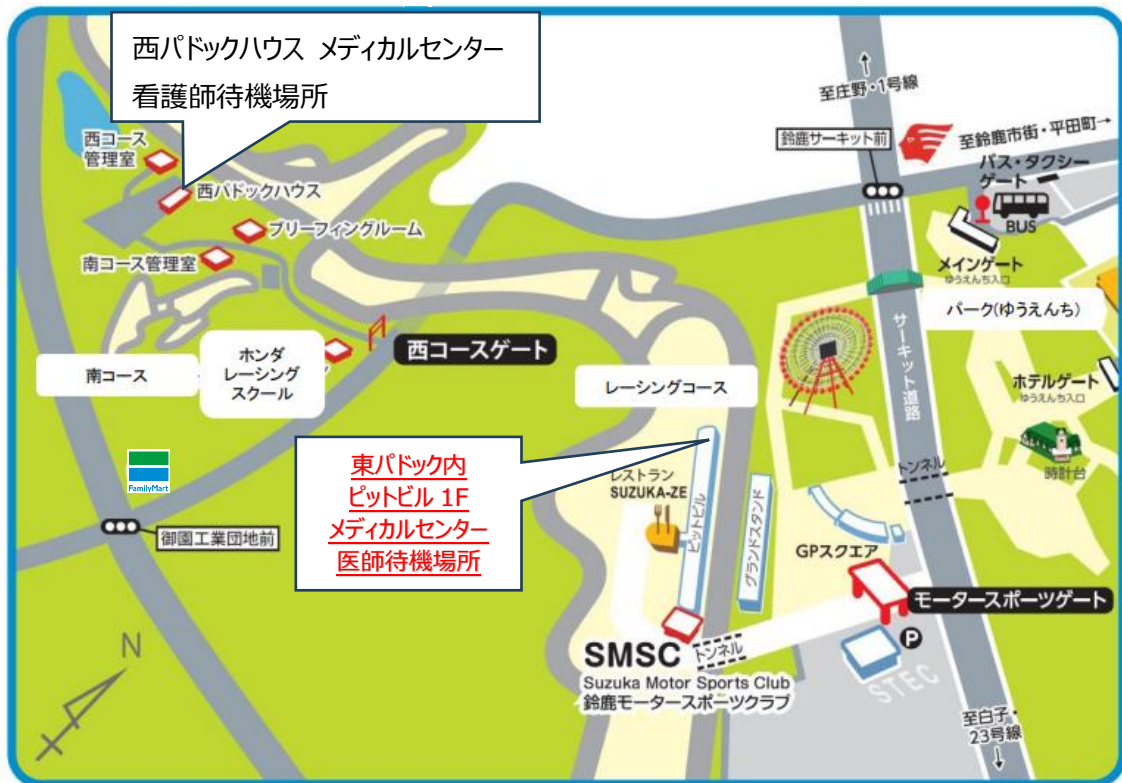 西パドックハウス メディカルセンター
看護師待機場所
至庄野・1号線
鈴鹿サーキット前
至鈴鹿市街・平田町→
バス・タクシー
ゲート
BUS
西コース
管理室
西パドックハウス
ブリーフィングルーム
南コース管理室
メインゲート
ゆうえんち入口
パーク(ゆうえんち)
サーキット道路
西コースゲート
ホンダ
レーシング
スクール
南コース
レーシングコース
ホテルゲート
ゆうえんち入口
時計台
トンネル
東パドック内
ピットビル 1F
メディカルセンター
医師待機場所
レストラン
SUZUKA-ZE
ピットビル
グランドスタンド
FamilyMart
御園工業団地前
GPスクエア
モータースポーツゲート
P
STEC
SMSC
トンネル
Suzuka Motor Sports Club
鈴鹿モータースポーツクラブ
N
至白子・
23号線